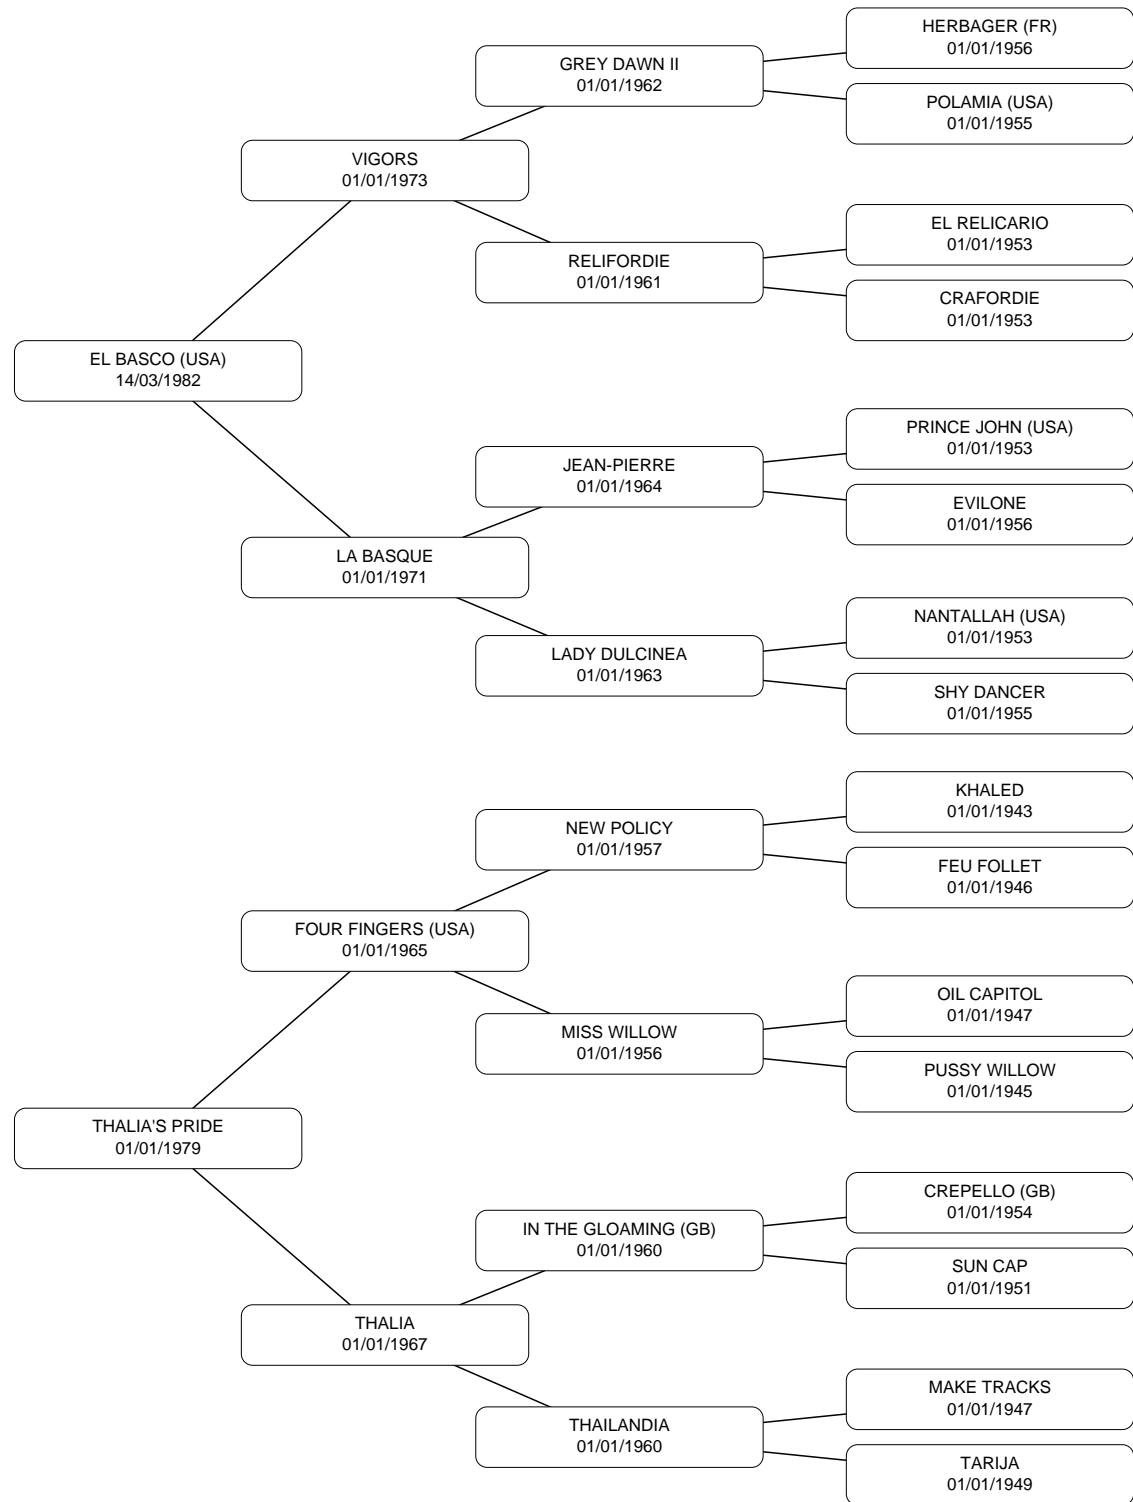 HERBAGER (FR)
01/01/1956
GREY DAWN II
01/01/1962
POLAMIA (USA)
01/01/1955
VIGORS
01/01/1973
EL RELICARIO
01/01/1953
RELIFORDIE
01/01/1961
CRAFORDIE
01/01/1953
EL BASCO (USA)
14/03/1982
PRINCE JOHN (USA)
01/01/1953
JEAN-PIERRE
01/01/1964
EVILONE
01/01/1956
LA BASQUE
01/01/1971
NANTALLAH (USA)
01/01/1953
LADY DULCINEA
01/01/1963
SHY DANCER
01/01/1955
KHALED
01/01/1943
NEW POLICY
01/01/1957
FEU FOLLET
01/01/1946
FOUR FINGERS (USA)
01/01/1965
OIL CAPITOL
01/01/1947
MISS WILLOW
01/01/1956
PUSSY WILLOW
01/01/1945
THALIA'S PRIDE
01/01/1979
CREPELLO (GB)
01/01/1954
IN THE GLOAMING (GB)
01/01/1960
SUN CAP
01/01/1951
THALIA
01/01/1967
MAKE TRACKS
01/01/1947
THAILANDIA
01/01/1960
TARIJA
01/01/1949